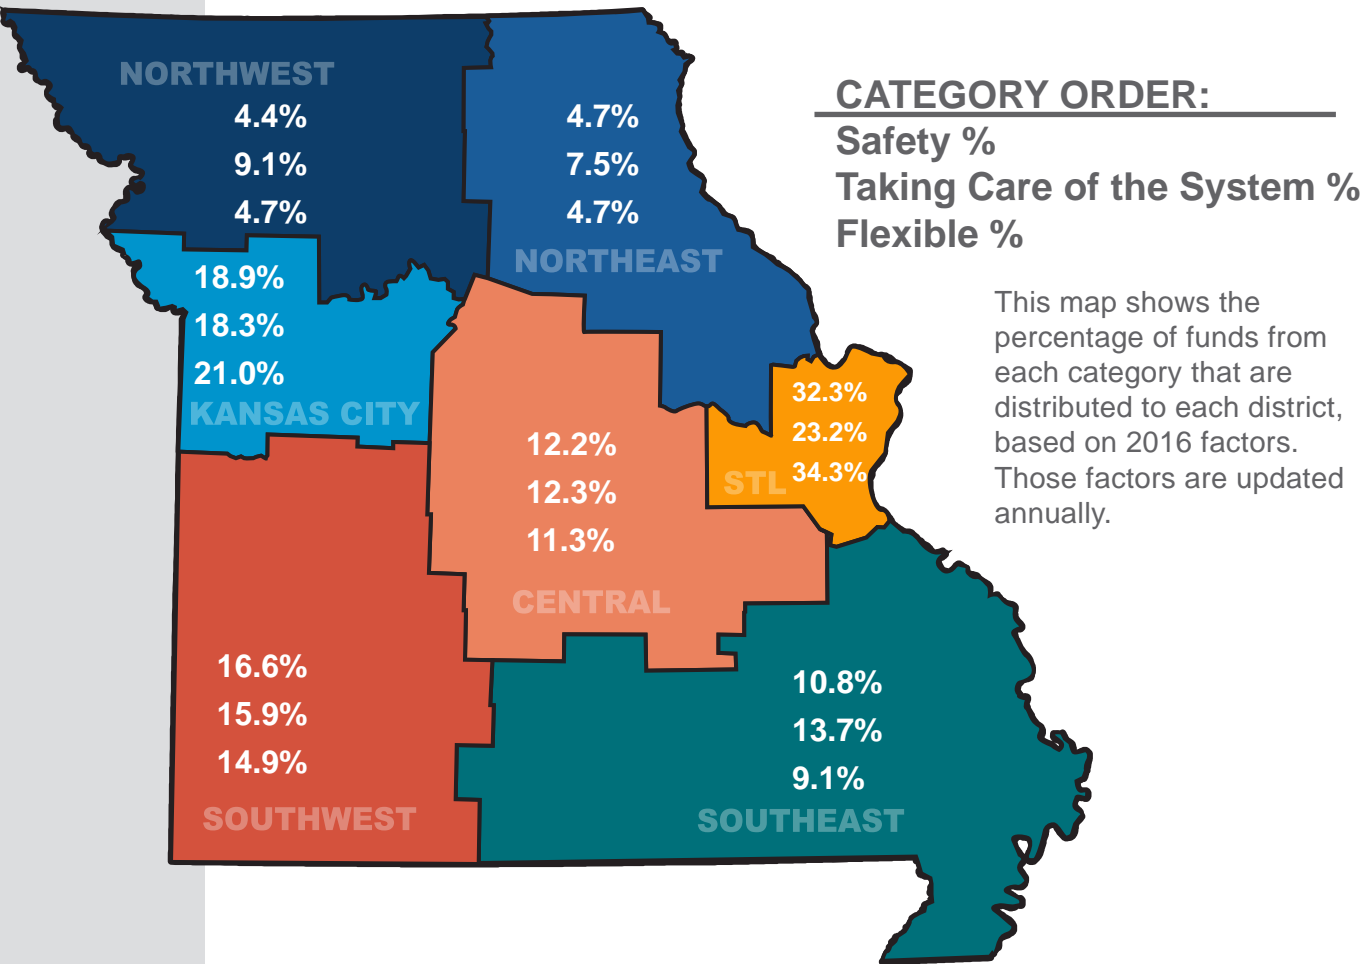 NORTHWEST
4.4%
9.1%
4.7%
4.7%
7.5%
4.7%
NORTHEAST
CATEGORY ORDER:
Safety %
Taking Care of the System %
Flexible %
This map shows the
percentage of funds from
each category that are
distributed to each district,
based on 2016 factors.
Those factors are updated
annually.
18.9%
18.3%
21.0%
KANSAS CITY
32.3%
23.2%
34.3%
STL
12.2%
12.3%
11.3%
CENTRAL
16.6%
15.9%
14.9%
SOUTHWEST
10.8%
13.7%
9.1%
SOUTHEAST